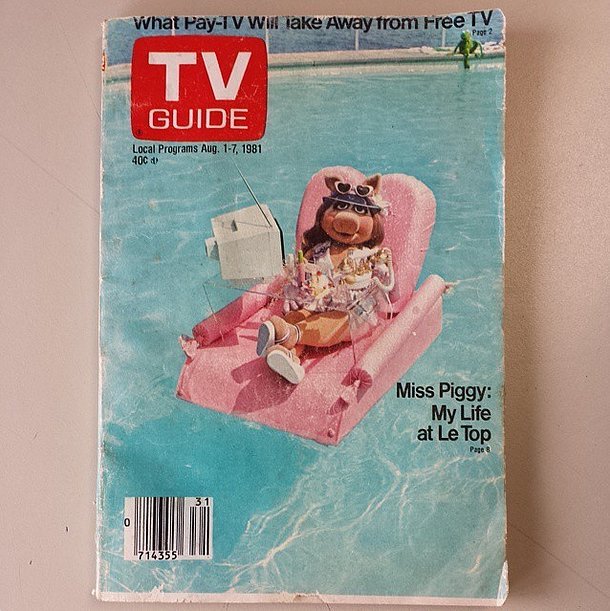 What Pay-TV Will Take Away from Free TV
Page 2
TV
GUIDE
Local Programs Aug. 1-7, 1981
40¢
Miss Piggy:
My Life
at Le Top
Page 8
31
0
714355